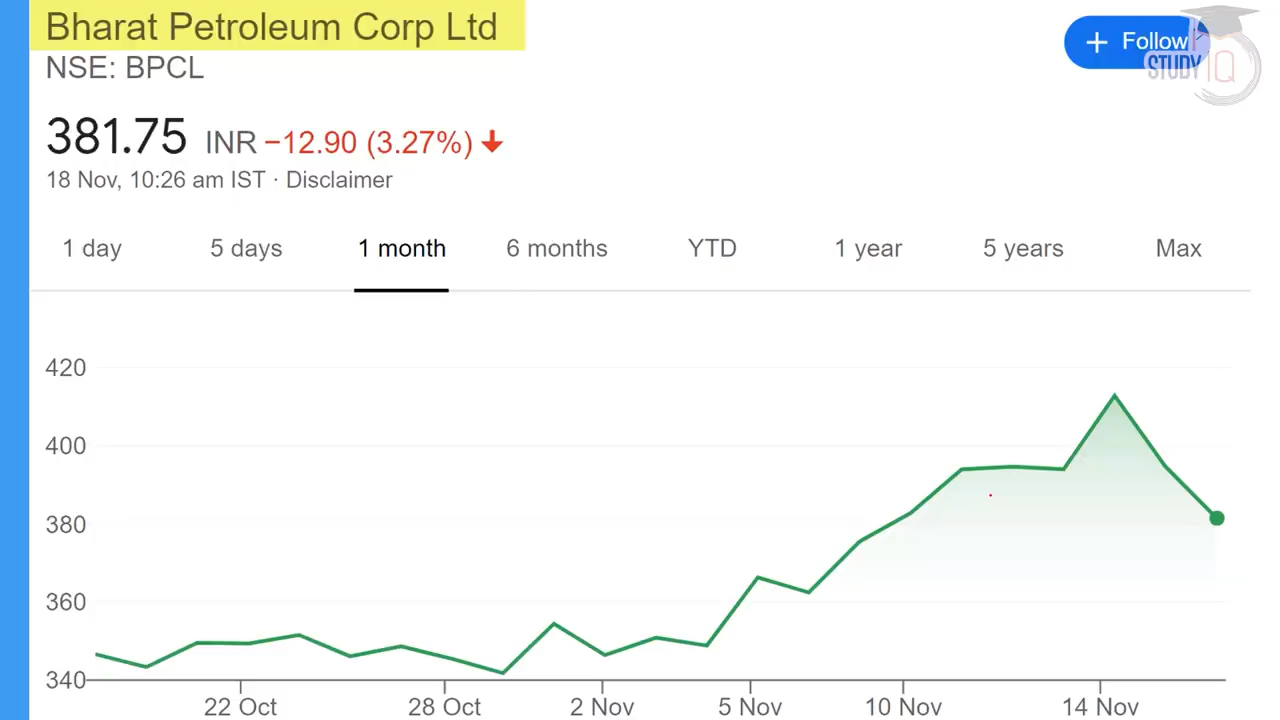 Bharat Petroleum Corp Ltd
NSE: BPCL
+ Follow
STUDY IQ
381.75 INR −12.90 (3.27%)
18 Nov, 10:26 am IST · Disclaimer
1 day 5 days 1 month 6 months YTD 1 year 5 years Max
420
400
380
360
340
22 Oct 28 Oct 2 Nov 5 Nov 10 Nov 14 Nov